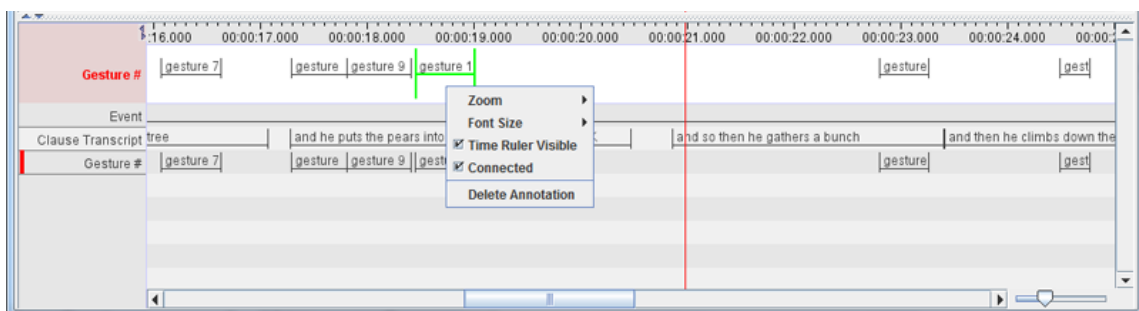 :16.000 00:00:17.000 00:00:18.000 00:00:19.000 00:00:20.000 00:00:21.000 00:00:22.000 00:00:23.000 00:00:24.000 00:00:
Gesture # gesture 7 gesture gesture 9 gesture 1 gesture gest
Zoom
Font Size
Time Ruler Visible
Connected
Delete Annotation
Event
Clause Transcript tree and he puts the pears into and so then he gathers a bunch and then he climbs down the
Gesture # gesture 7 gesture gesture 9 gest gesture gest